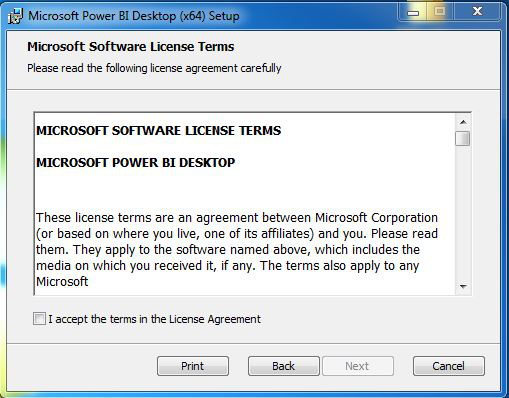 Microsoft Power BI Desktop (x64) Setup
Microsoft Software License Terms
Please read the following license agreement carefully
MICROSOFT SOFTWARE LICENSE TERMS
MICROSOFT POWER BI DESKTOP
These license terms are an agreement between Microsoft Corporation
(or based on where you live, one of its affiliates) and you. Please read
them. They apply to the software named above, which includes the
media on which you received it, if any. The terms also apply to any
Microsoft
I accept the terms in the License Agreement
Print Back Next Cancel